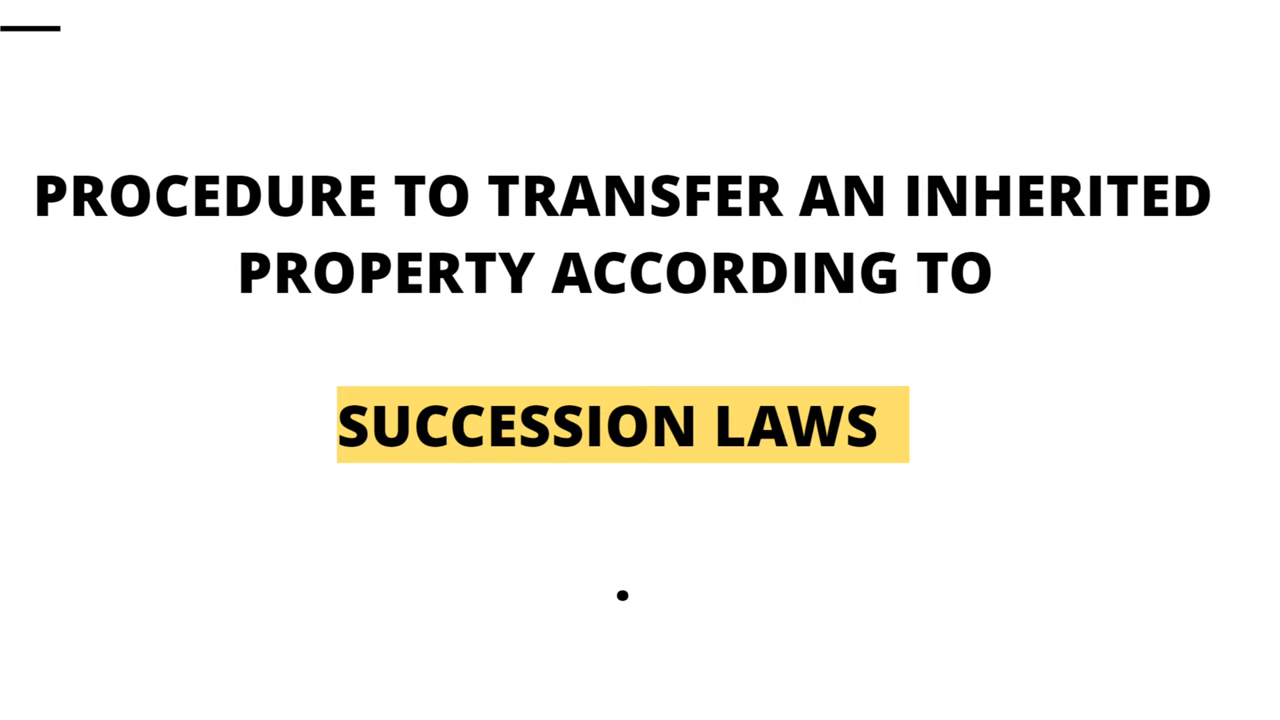 PROCEDURE TO TRANSFER AN INHERITED
PROPERTY ACCORDING TO
SUCCESSION LAWS
.